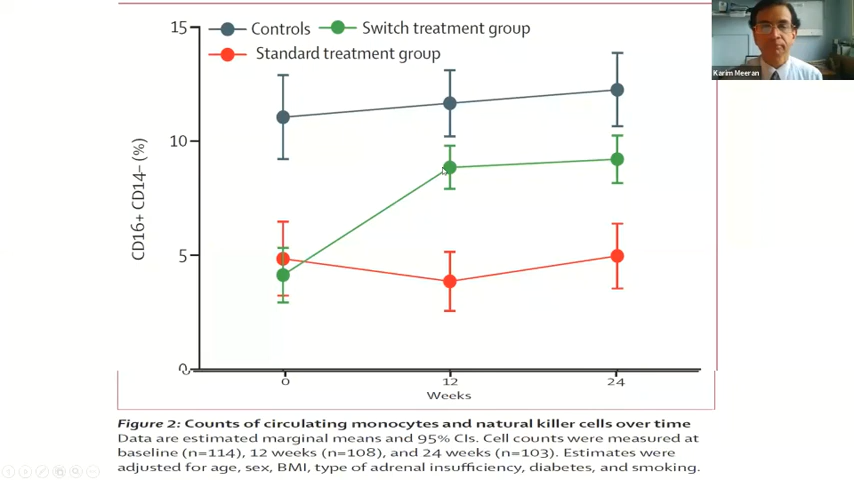 15
Controls
Switch treatment group
Standard treatment group
Karim Meeran
10
CD16+ CD14– (%)
5
0
0
12
24
Weeks
Figure 2: Counts of circulating monocytes and natural killer cells over time
Data are estimated marginal means and 95% CIs. Cell counts were measured at
baseline (n=114), 12 weeks (n=108), and 24 weeks (n=103). Estimates were
adjusted for age, sex, BMI, type of adrenal insufficiency, diabetes, and smoking.